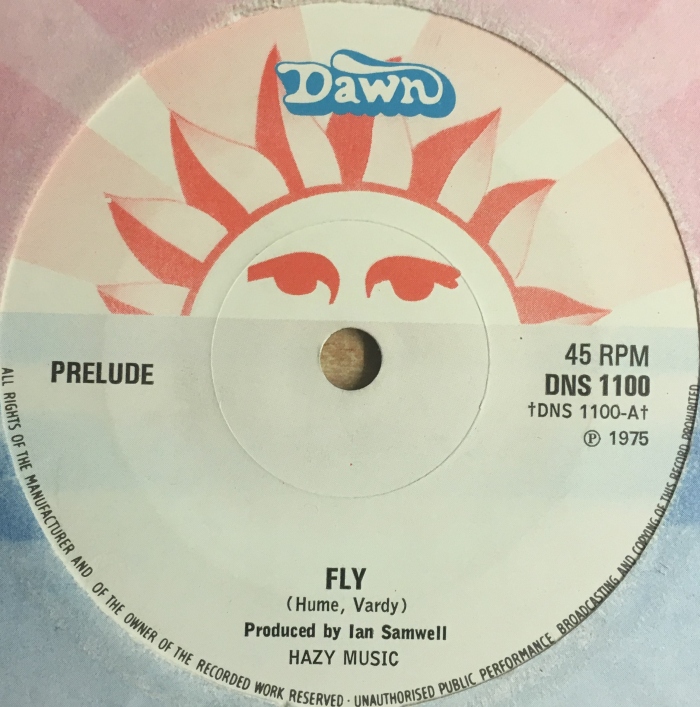 Dawn
PRELUDE
45 RPM
DNS 1100
†DNS 1100-A†
℗ 1975
FLY
(Hume, Vardy)
Produced by Ian Samwell
HAZY MUSIC
ALL RIGHTS OF THE MANUFACTURER AND OF THE OWNER OF THE RECORDED WORK RESERVED · UNAUTHORISED PUBLIC PERFORMANCE BROADCASTING AND COPYING OF THIS RECORD PROHIBITED